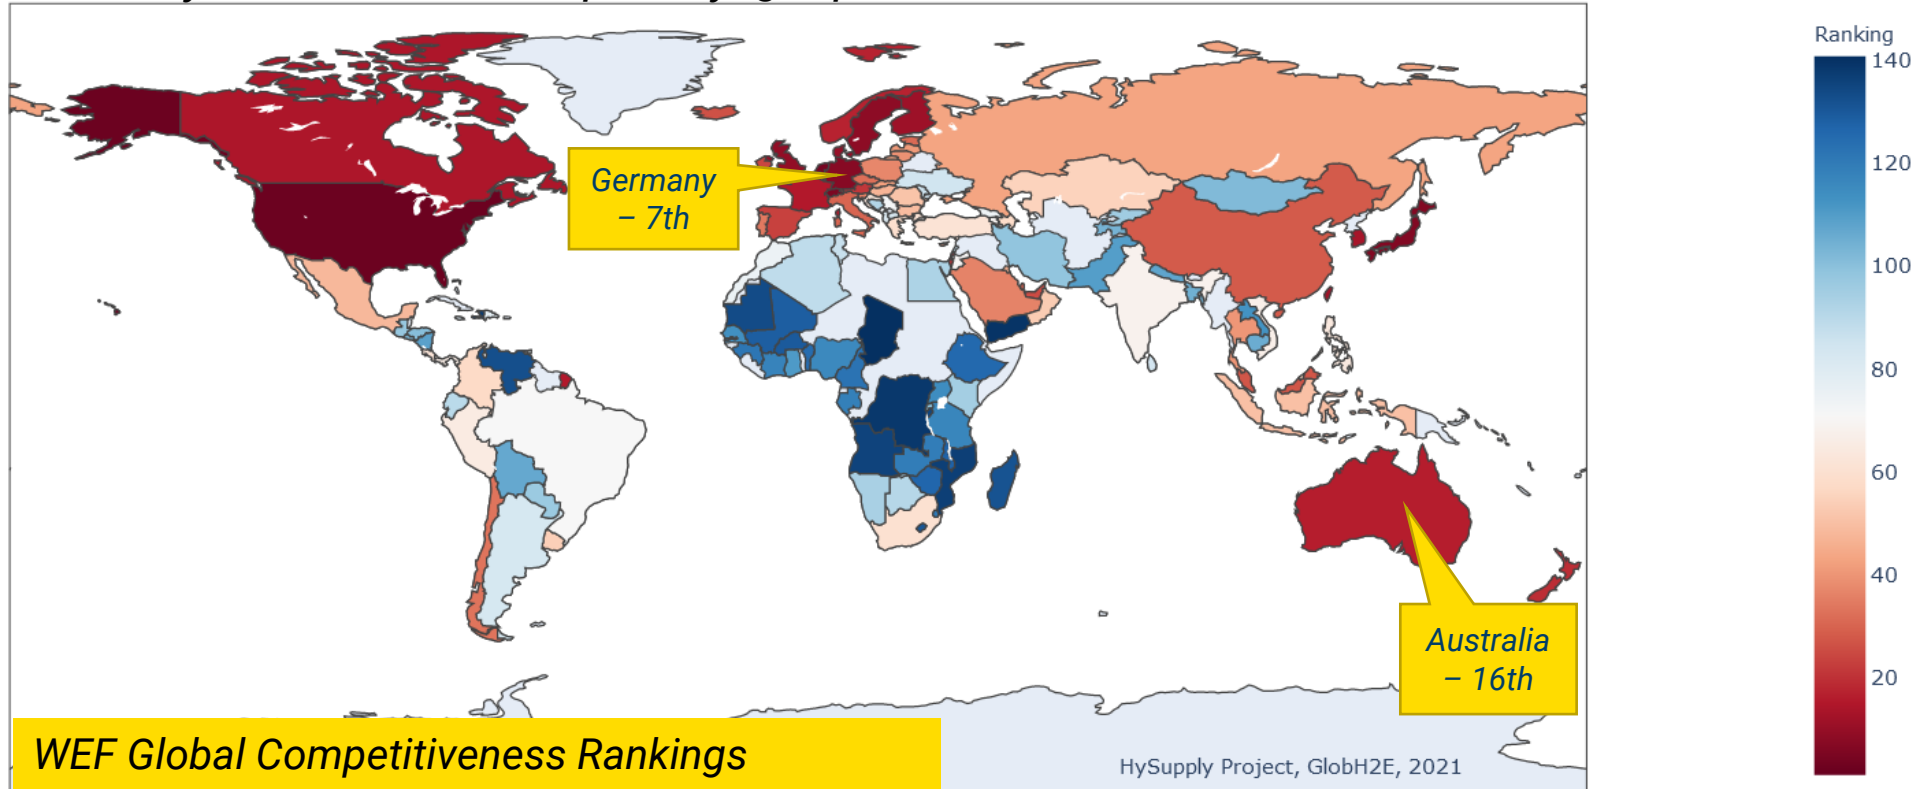 Ranking
140
120
100
80
60
40
20
Germany
– 7th
Australia
– 16th
WEF Global Competitiveness Rankings
HySupply Project, GlobH2E, 2021